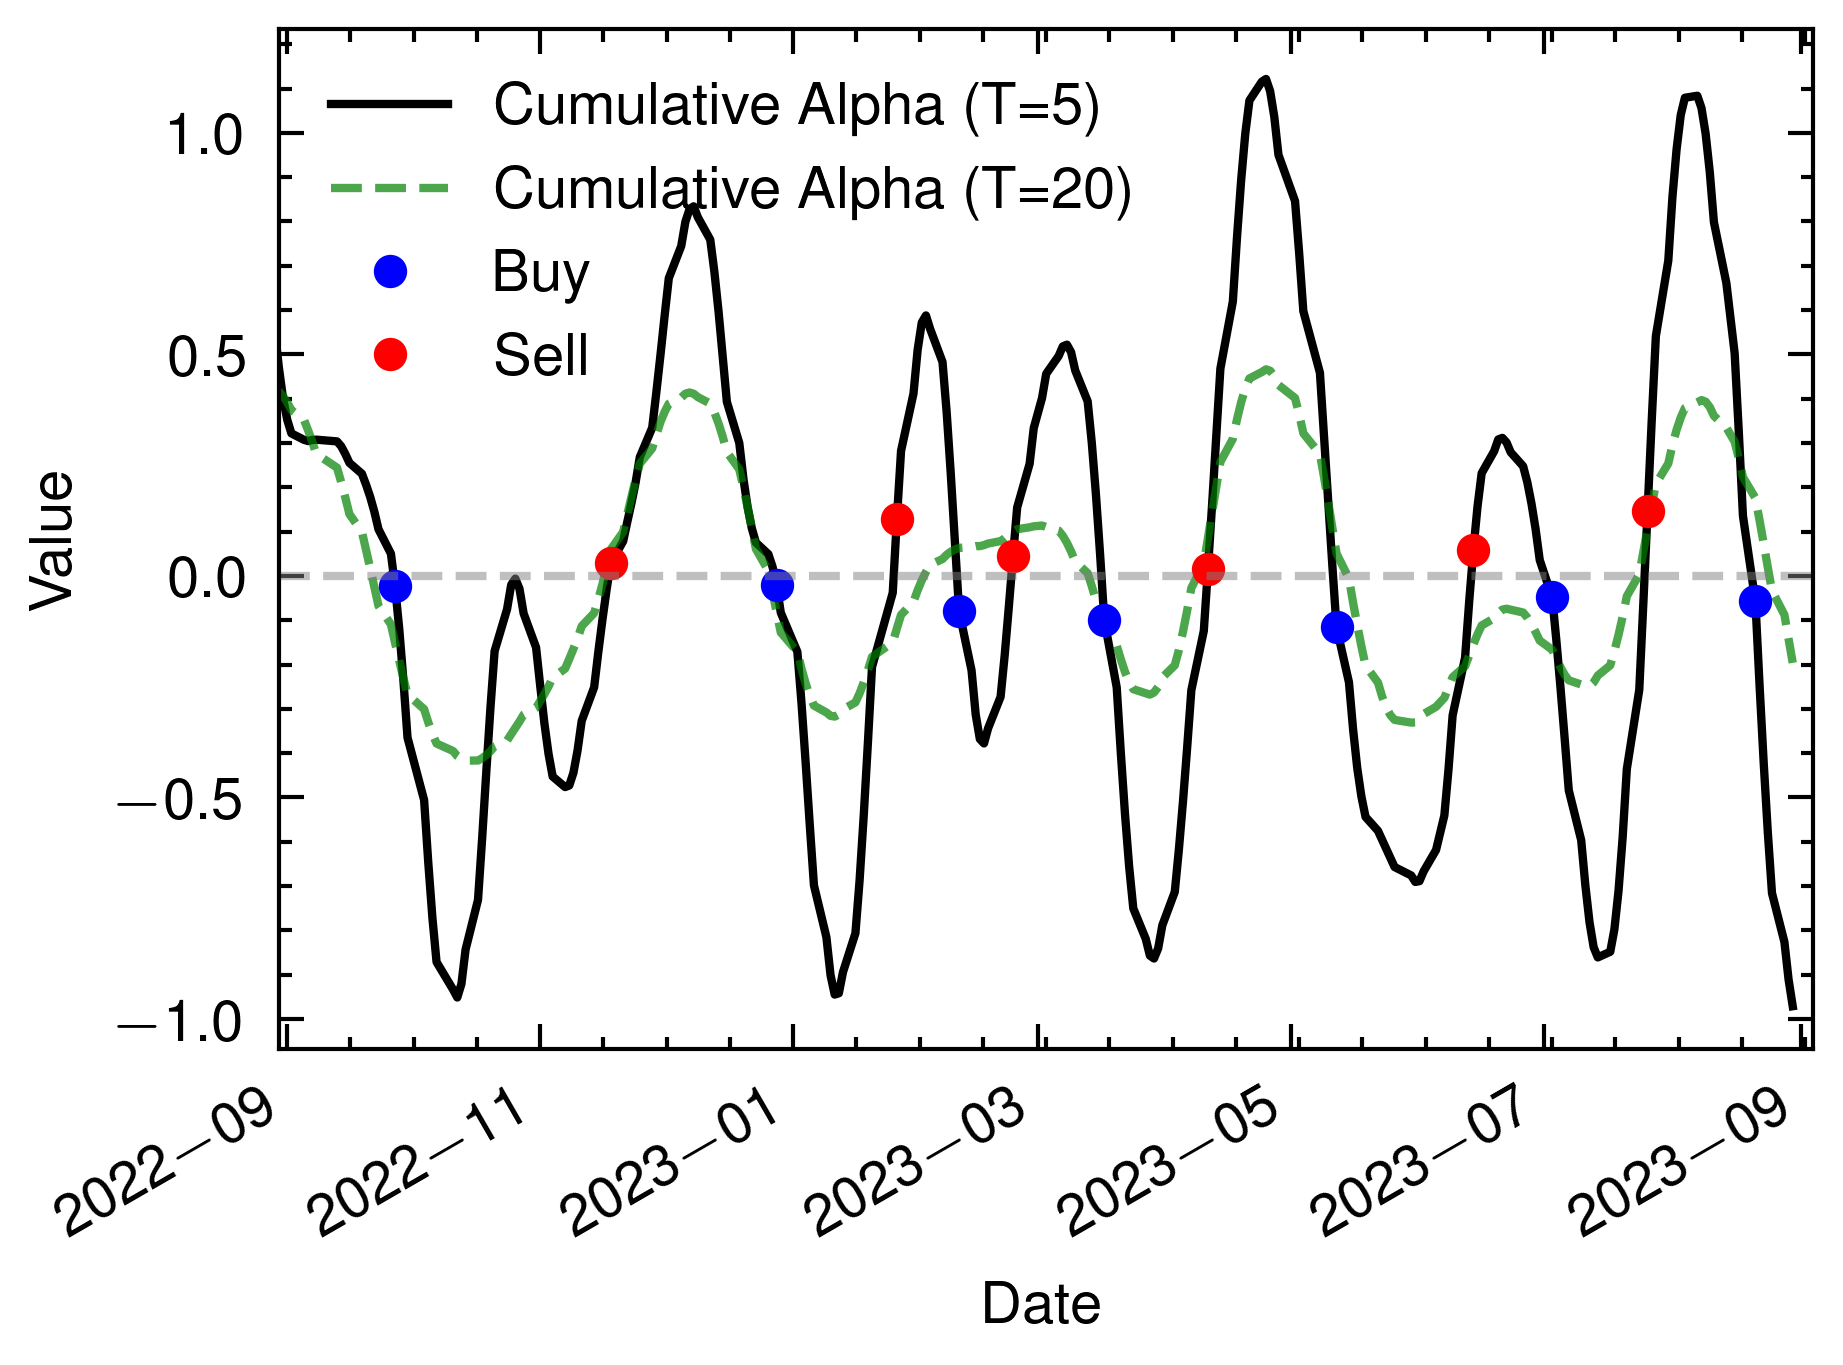 Cumulative Alpha (T=5)
Cumulative Alpha (T=20)
Buy
Sell
1.0
0.5
0.0
−0.5
−1.0
Value
2022−09
2022−11
2023−01
2023−03
2023−05
2023−07
2023−09
Date